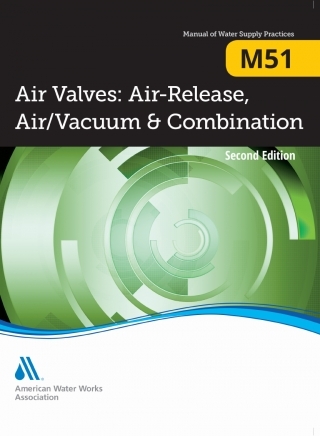 Manual of Water Supply Practices
M51
Air Valves: Air-Release,
Air/Vacuum & Combination
Second Edition
American Water Works
Association